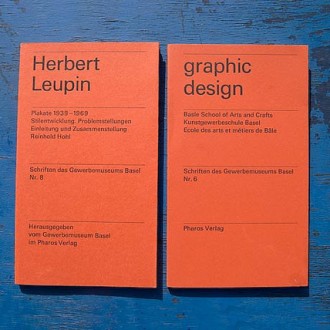 Herbert
Leupin
Plakate 1939-1969
Stilentwicklung. Problemstellungen
Einleitung und Zusammenstellung
Reinhold Hohl
Schriften des Gewerbemuseums Basel
Nr. 8
Herausgegeben
vom Gewerbemuseum Basel
im Pharos Verlag
graphic
design
Basle School of Arts and Crafts
Kunstgewerbeschule Basel
Ecole des arts et métiers de Bâle
Schriften des Gewerbemuseums Basel
Nr. 6
Pharos Verlag